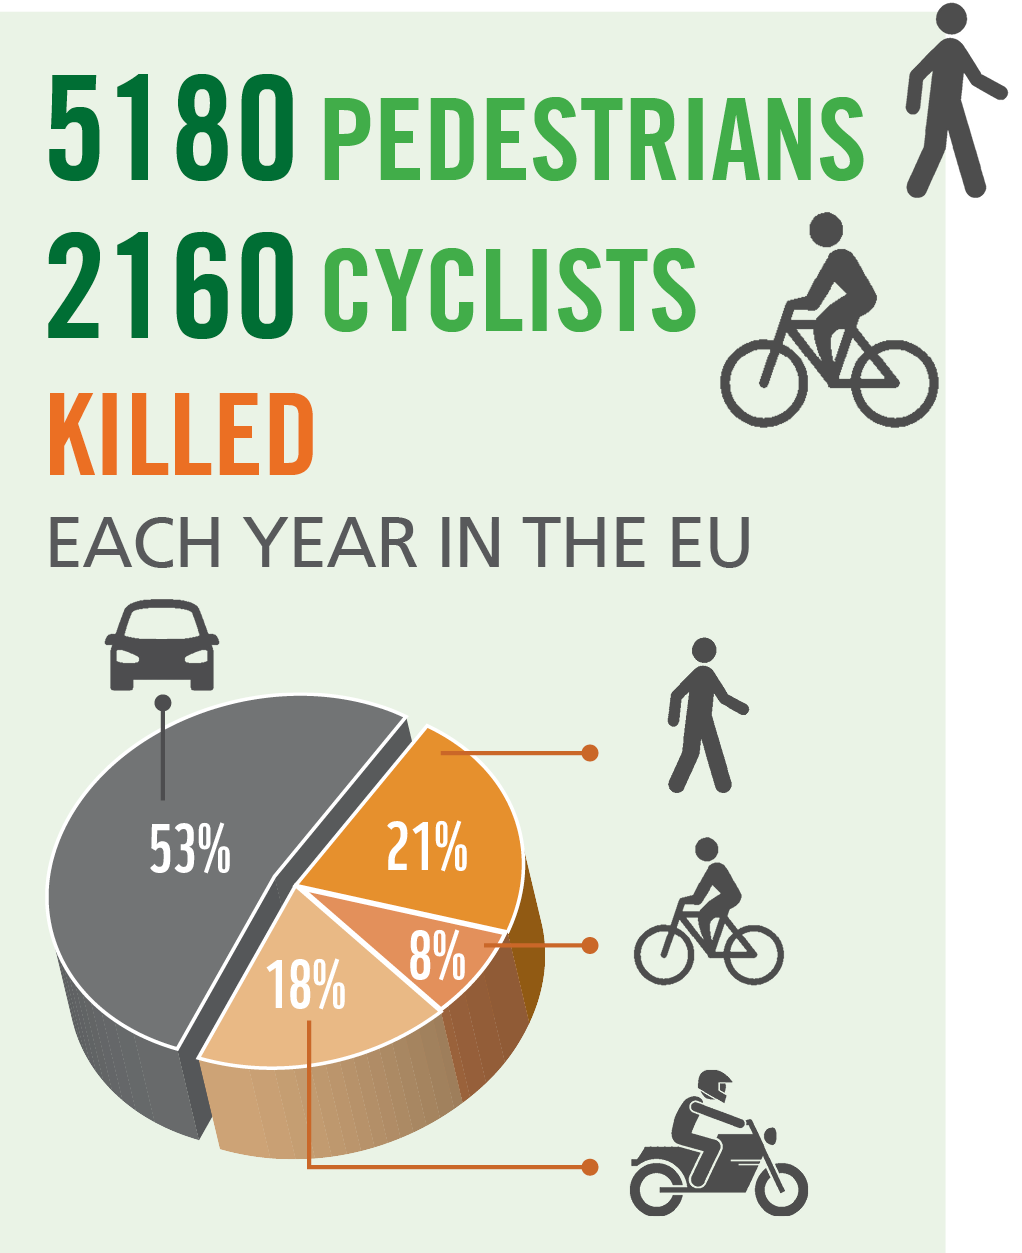 5180 PEDESTRIANS
2160 CYCLISTS
KILLED
EACH YEAR IN THE EU
53%
21%
8%
18%